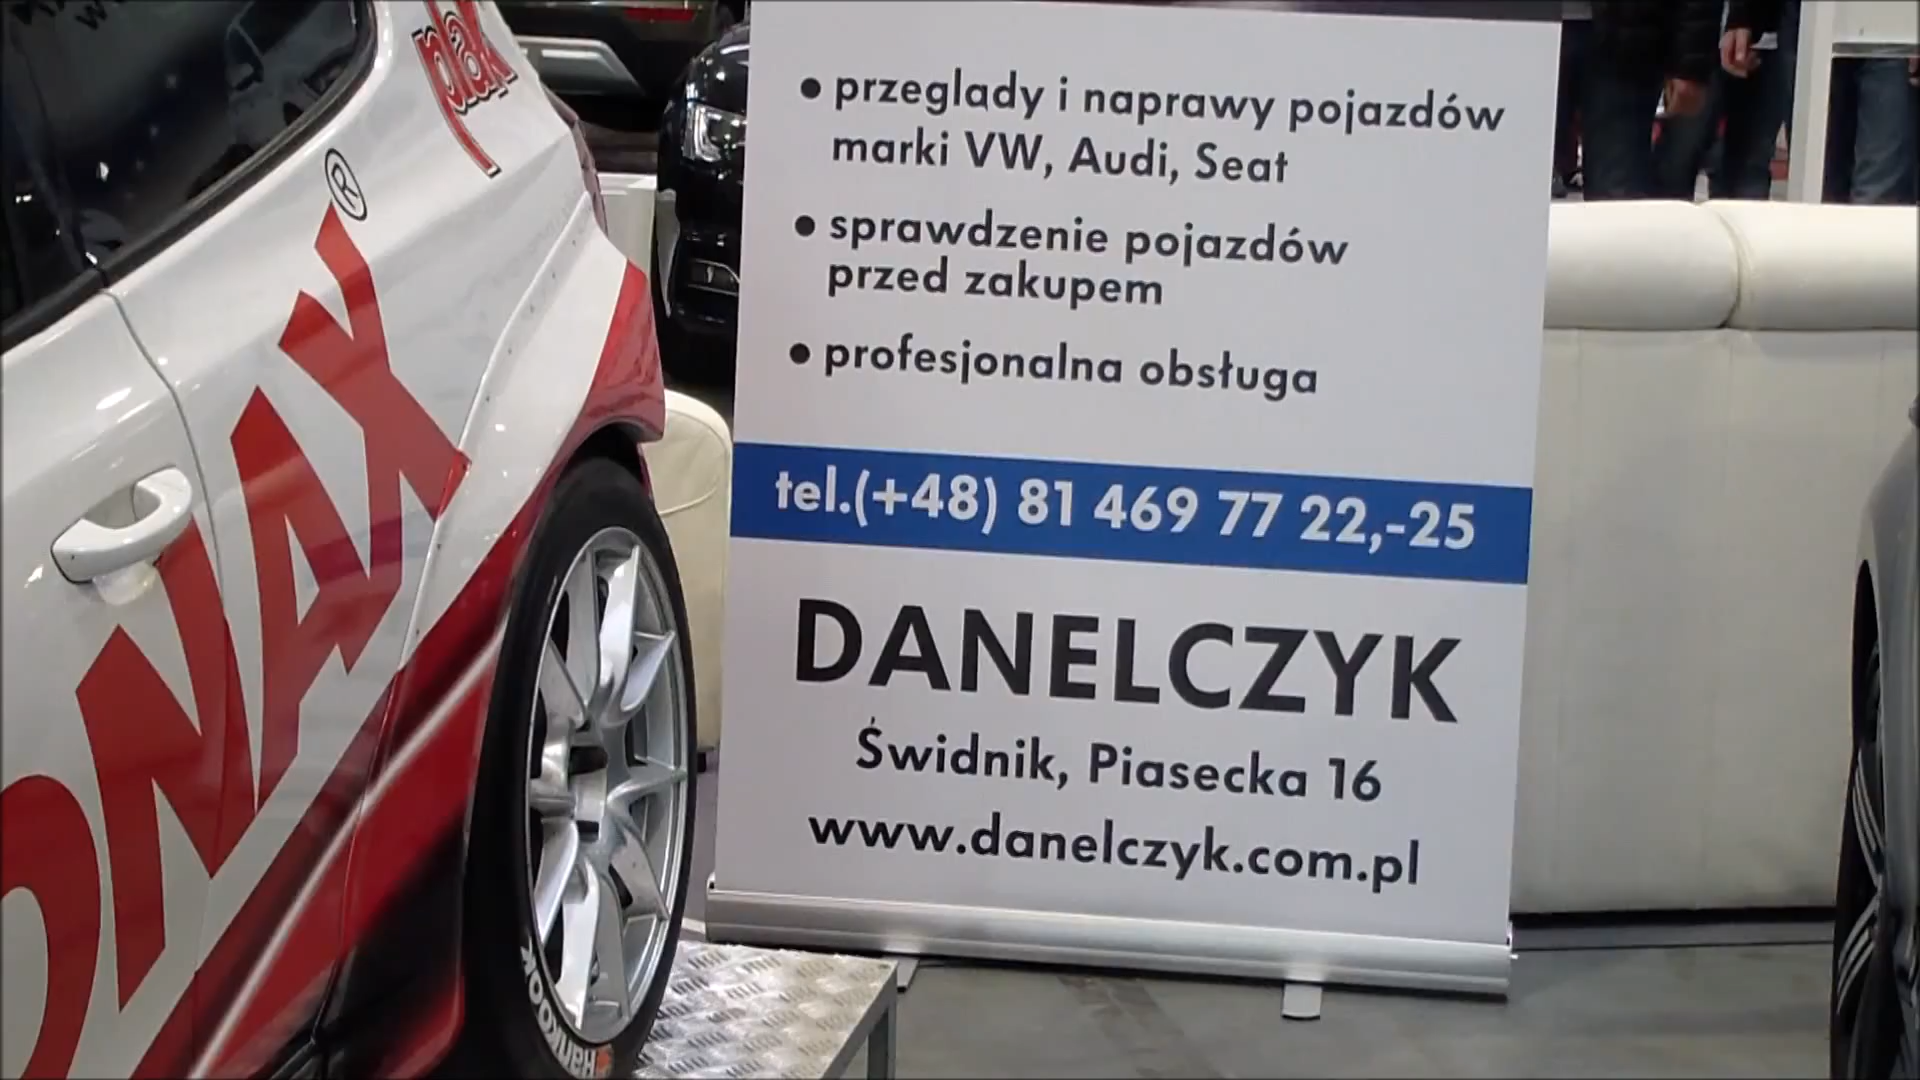 plak
®
ONAX
Hankook
• przeglądy i naprawy pojazdów
marki VW, Audi, Seat
• sprawdzenie pojazdów
przed zakupem
• profesjonalna obsługa
tel.(+48) 81 469 77 22,-25
DANELCZYK
Świdnik, Piasecka 16
www.danelczyk.com.pl